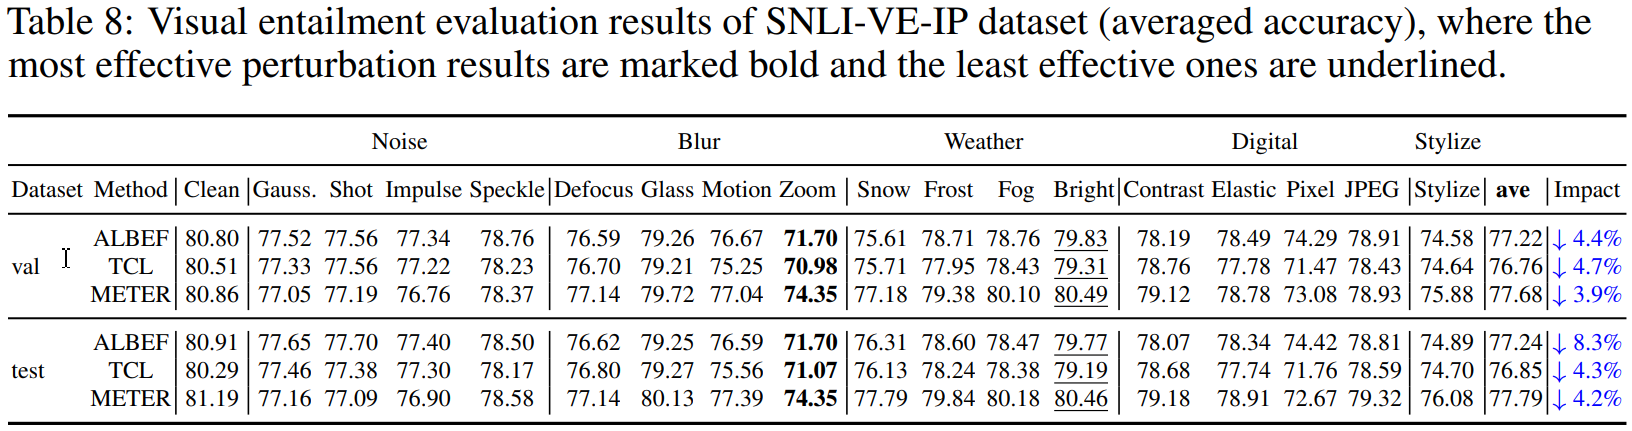 Table 8: Visual entailment evaluation results of SNLI-VE-IP dataset (averaged accuracy), where the
most effective perturbation results are marked bold and the least effective ones are underlined.
Noise Blur Weather Digital Stylize
Dataset Method Clean Gauss. Shot Impulse Speckle Defocus Glass Motion Zoom Snow Frost Fog Bright Contrast Elastic Pixel JPEG Stylize ave Impact
ALBEF 80.80 77.52 77.56 77.34 78.76 76.59 79.26 76.67 71.70 75.61 78.71 78.76 79.83 78.19 78.49 74.29 78.91 74.58 77.22 ↓ 4.4%
val TCL 80.51 77.33 77.56 77.22 78.23 76.70 79.21 75.25 70.98 75.71 77.95 78.43 79.31 78.76 77.78 71.47 78.43 74.64 76.76 ↓ 4.7%
METER 80.86 77.05 77.19 76.76 78.37 77.14 79.72 77.04 74.35 77.18 79.38 80.10 80.49 79.12 78.78 73.08 78.93 75.88 77.68 ↓ 3.9%
ALBEF 80.91 77.65 77.70 77.40 78.50 76.62 79.25 76.59 71.70 76.31 78.60 78.47 79.77 78.07 78.34 74.42 78.81 74.89 77.24 ↓ 8.3%
test TCL 80.29 77.46 77.38 77.30 78.17 76.80 79.27 75.56 71.07 76.13 78.24 78.38 79.19 78.68 77.74 71.76 78.59 74.70 76.85 ↓ 4.3%
METER 81.19 77.16 77.09 76.90 78.58 77.14 80.13 77.39 74.35 77.79 79.84 80.18 80.46 79.18 78.91 72.67 79.32 76.08 77.79 ↓ 4.2%